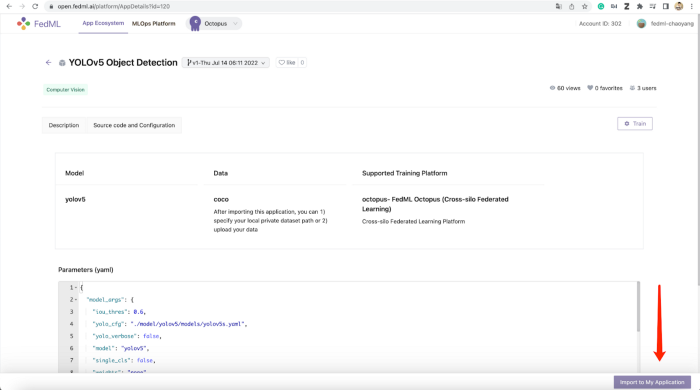 open.fedml.ai/platform/AppDetails?id=120
FedML
App Ecosystem
MLOps Platform
Octopus
Account ID: 302
fedml-chaoyang
YOLOv5 Object Detection
v1-Thu Jul 14 06:11 2022
like 0
Computer Vision
60 views
0 favorites
3 users
Description
Source code and Configuration
Train
Model
Data
Supported Training Platform
yolov5
coco
After importing this application, you can 1)
specify your local private dataset path or 2)
upload your data
octopus- FedML Octopus (Cross-silo Federated
Learning)
Cross-silo Federated Learning Platform
Parameters (yaml)
1 {
2 "model_args": {
3 "iou_thres": 0.6,
4 "yolo_cfg": "./model/yolov5/models/yolov5s.yaml",
5 "yolo_verbose": false,
6 "model": "yolov5",
7 "single_cls": false,
8 "weights": "none"
Import to My Application